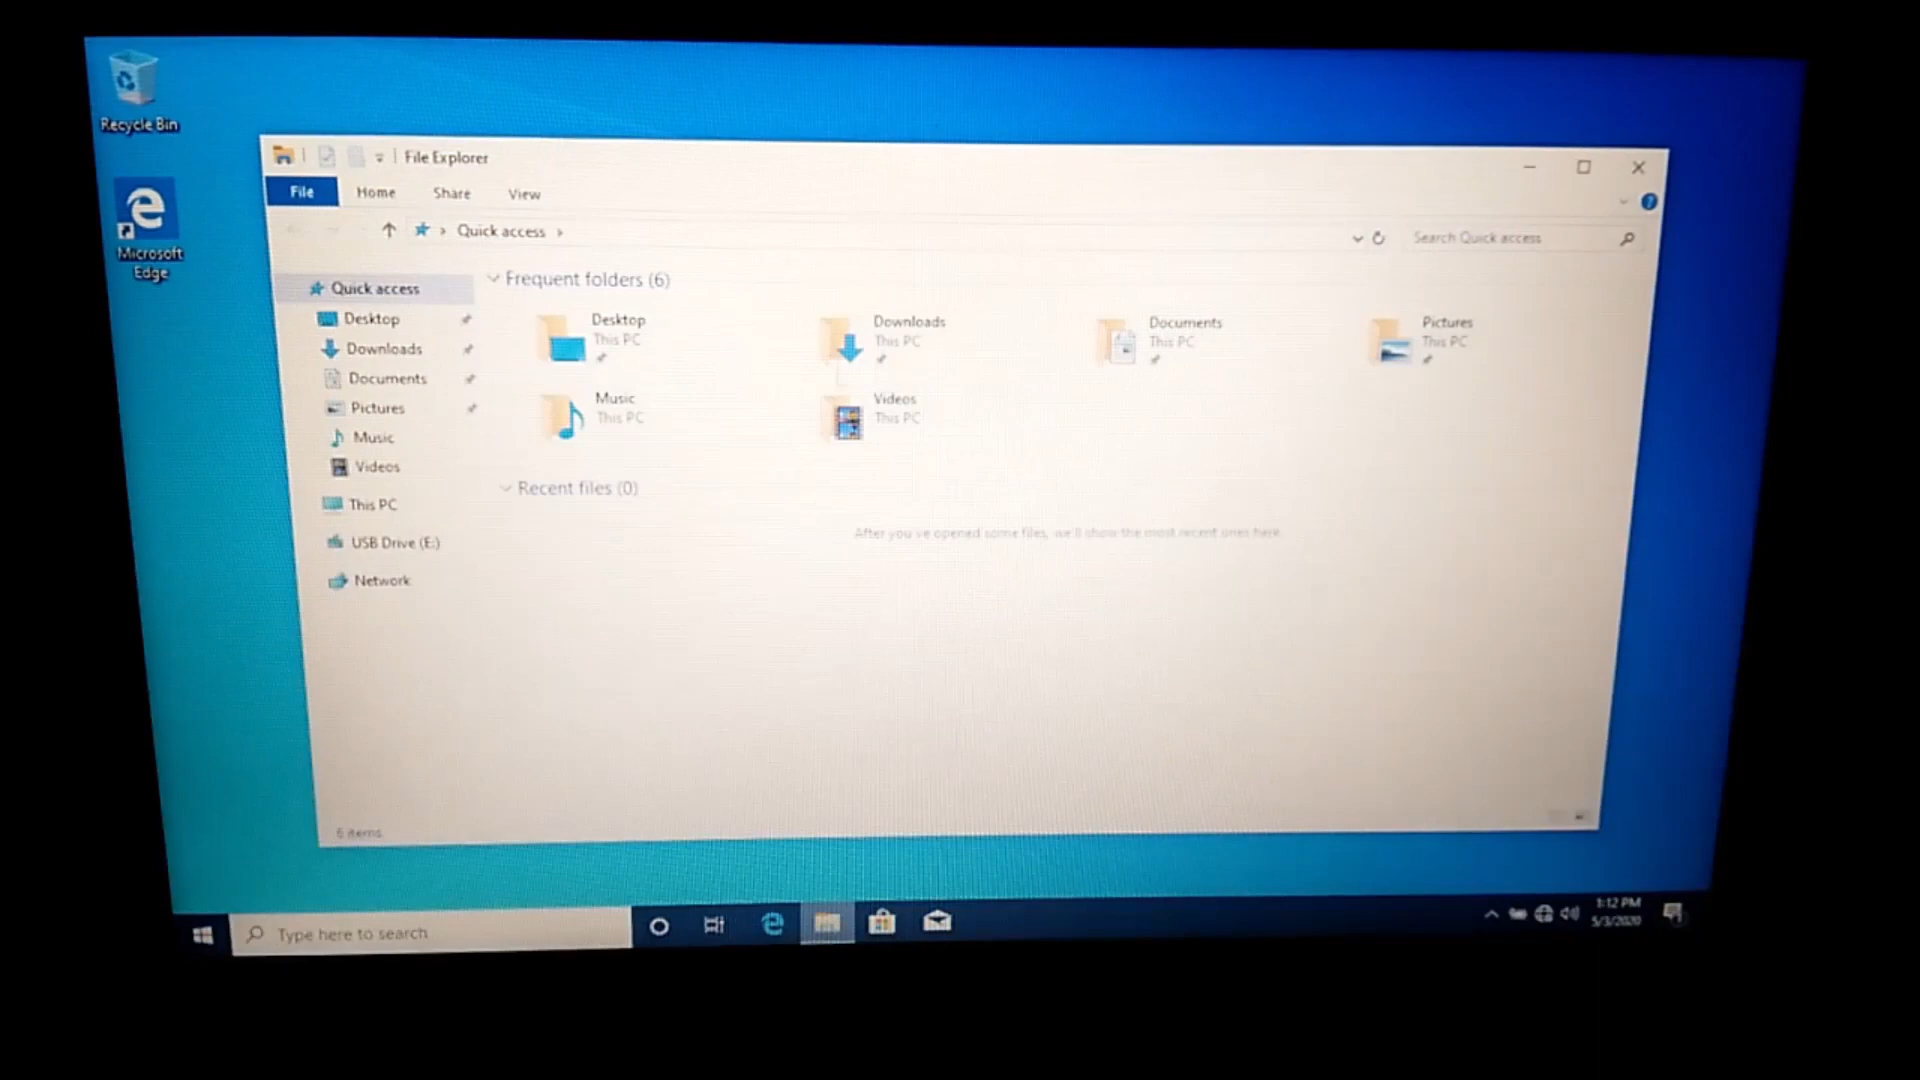 Recycle Bin
Microsoft
Edge
File Explorer
File Home Share View
Quick access
Search Quick access
Quick access
Desktop
Downloads
Documents
Pictures
Music
Videos
This PC
USB Drive (E:)
Network
Frequent folders (6)
Desktop
This PC
Downloads
This PC
Documents
This PC
Pictures
This PC
Music
This PC
Videos
This PC
Recent files (0)
After you've opened some files, we'll show the most recent ones here.
6 items
Type here to search
1:12 PM
5/3/2020